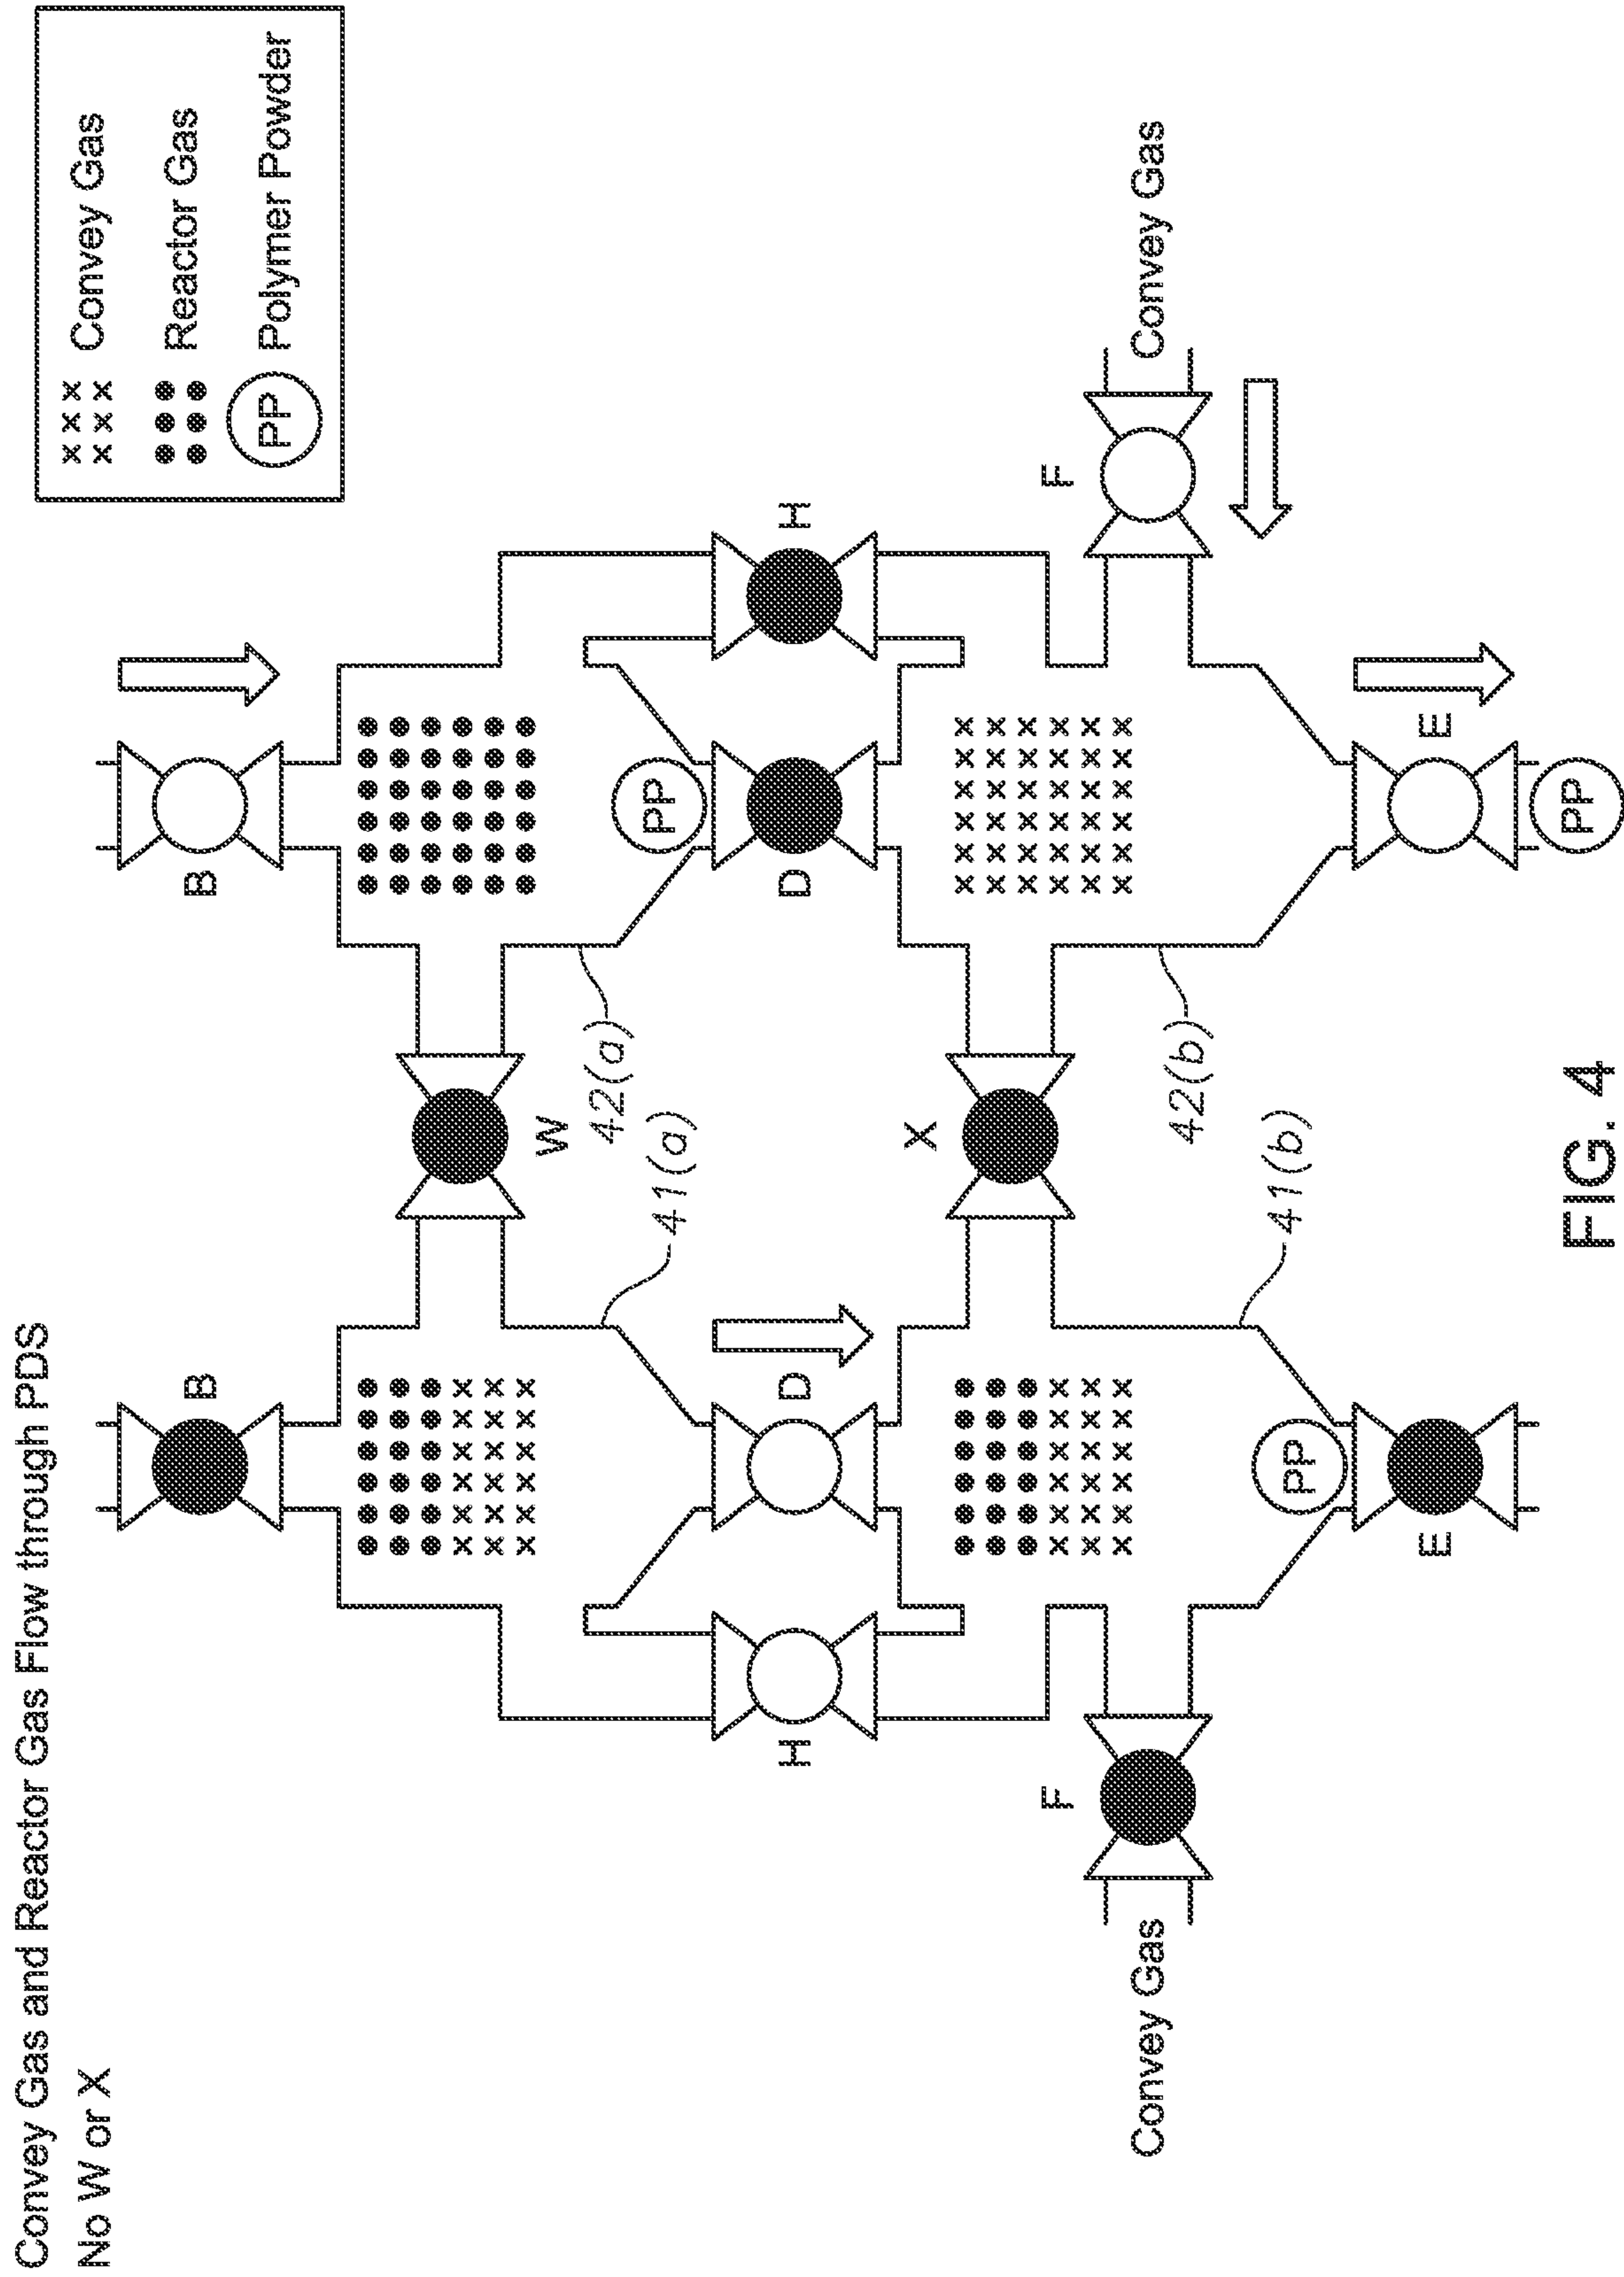 Convey Gas and Reactor Gas Flow through PDS
No W or X
××× Convey Gas
Reactor Gas
PP Polymer Powder
B
B
W
42(a)
41(a)
PP
H
D
D
H
X
F
F
Convey Gas
Convey Gas
42(b)
41(b)
PP
E
E
PP
FIG. 4